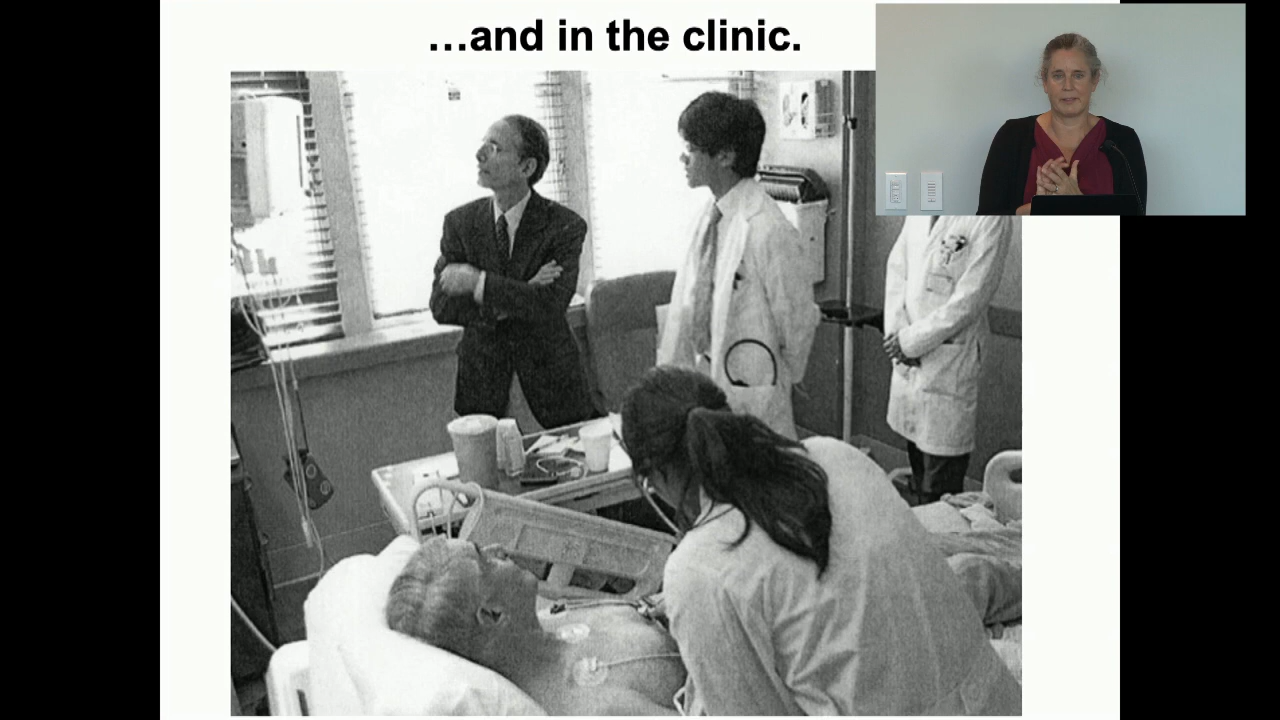 …and in the clinic.